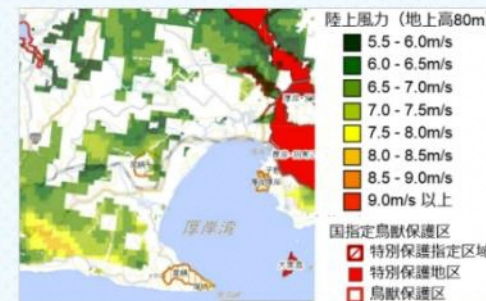 陸上風力（地上高80m
5.5 - 6.0m/s
6.0 - 6.5m/s
6.5 - 7.0m/s
7.0 - 7.5m/s
7.5 - 8.0m/s
8.0 - 8.5m/s
8.5 - 9.0m/s
9.0m/s 以上
国指定鳥獣保護区
特別保護指定区域
特別保護地区
鳥獣保護区
厚岸湾
大黒島